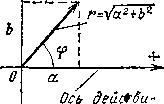 b
r=√a²+b²
φ
+
0
a
Ось действи-